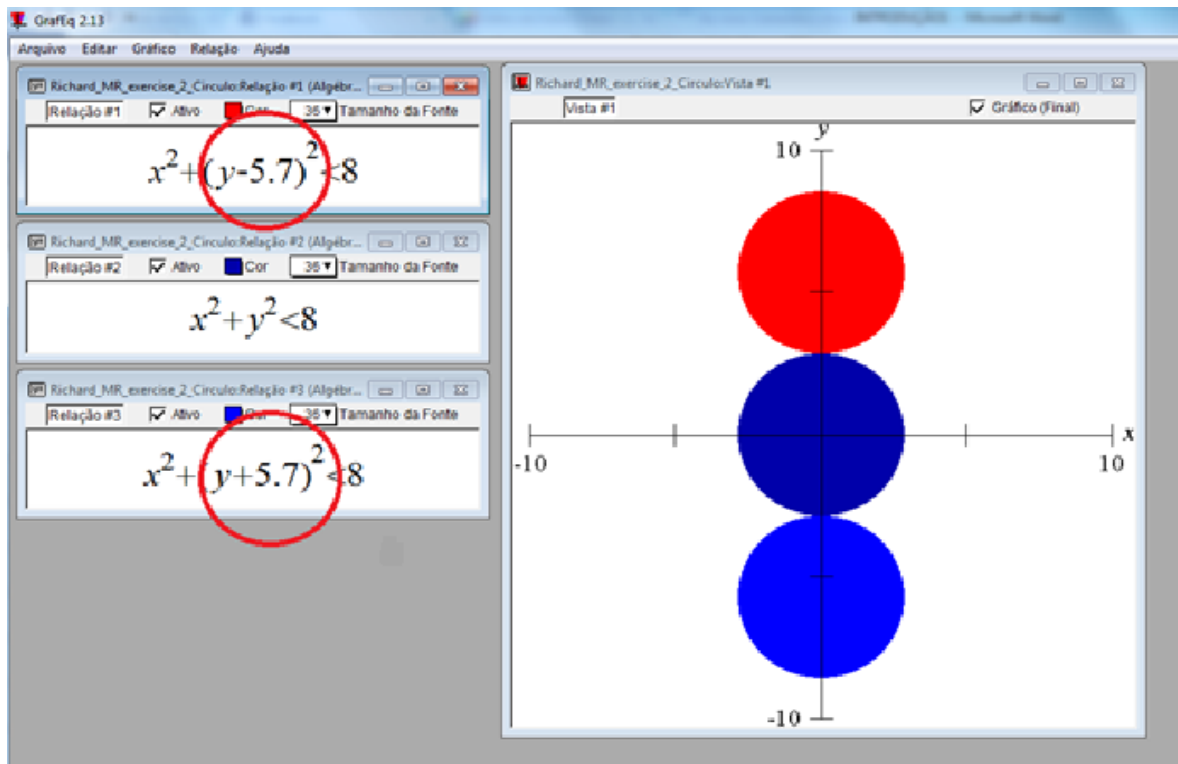 GrafEq 2.13
Arquivo Editar Gráfico Relação Ajuda
Richard_MR_exercise_2_Circulo:Relação #1 (Algébr...
Relação #1 Ativo Cor 36 Tamanho da Fonte
x²+(y-5.7)²<8
Richard_MR_exercise_2_Circulo:Relação #2 (Algébr...
Relação #2 Ativo Cor 36 Tamanho da Fonte
x²+y²<8
Richard_MR_exercise_2_Circulo:Relação #3 (Algébr...
Relação #3 Ativo Cor 36 Tamanho da Fonte
x²+(y+5.7)²<8
Richard_MR_exercise_2_Circulo:Vista #1
Vista #1 Gráfico (Final)
y
10
x
-10
10
-10